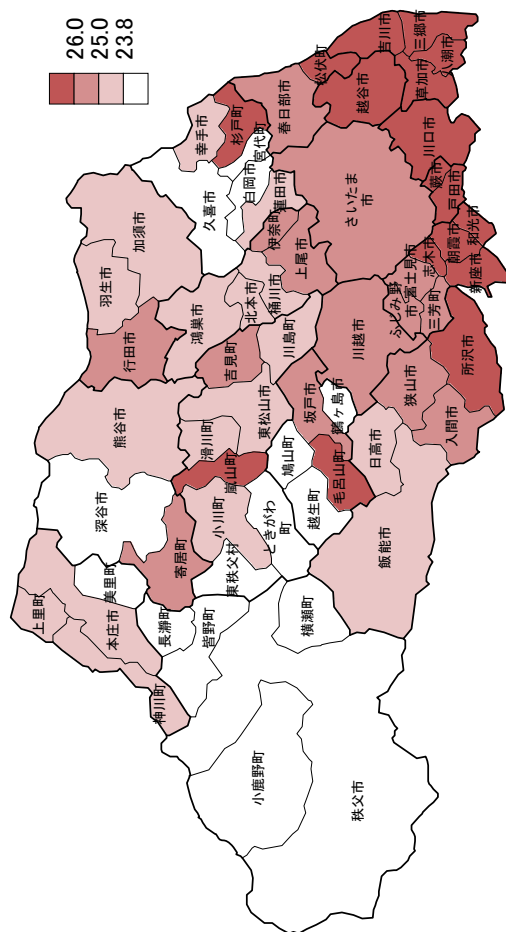 26.0
25.0
23.8
吉川市
三郷市
八潮市
松伏町
越谷市
草加市
川口市
春日部市
杉戸町
宮代町
幸手市
白岡市
久喜市
蓮田市
伊奈町
上尾市
さいたま
市
蕨市
戸田市
和光市
朝霞市
新座市
志木市
富士見市
ふじみ野
市
三芳町
加須市
羽生市
行田市
鴻巣市
北本市
桶川市
川島町
吉見町
川越市
所沢市
狭山市
入間市
熊谷市
滑川町
東松山市
坂戸市
鶴ヶ島市
日高市
嵐山町
鳩山町
毛呂山町
越生町
小川町
ときがわ
町
飯能市
深谷市
寄居町
東秩父村
美里町
上里町
本庄市
神川町
長瀞町
皆野町
横瀬町
小鹿野町
秩父市